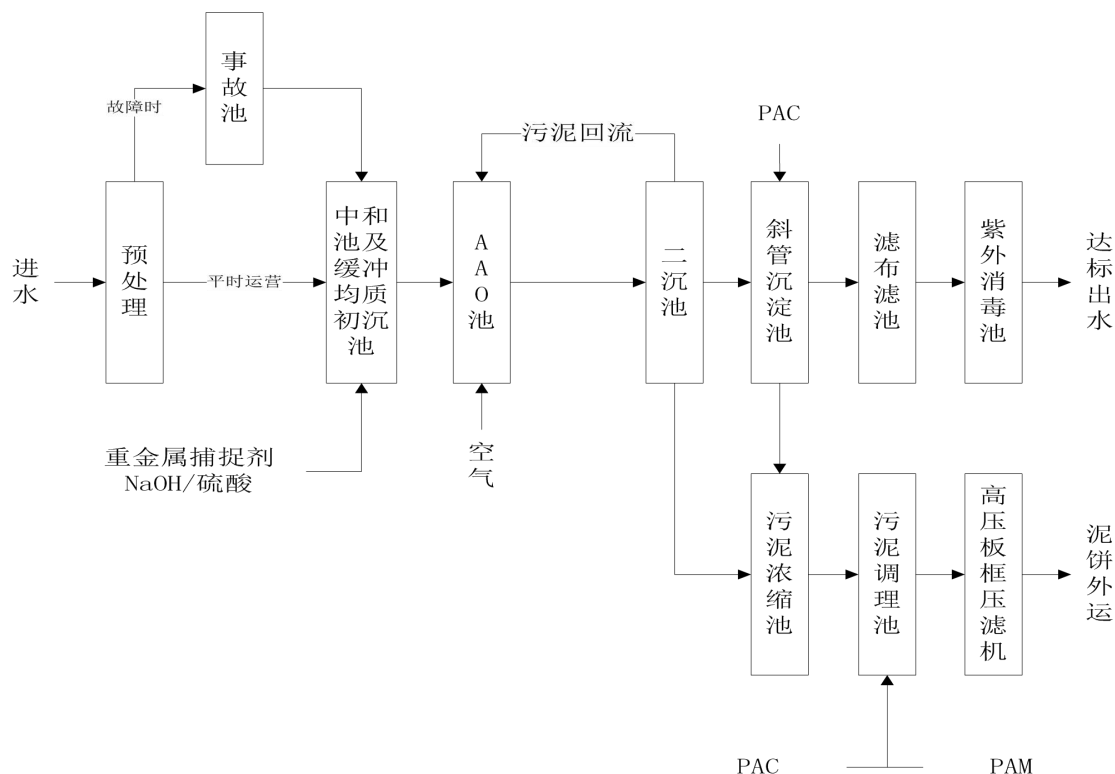 事故池
故障时
污泥回流
PAC
进水
预处理
平时运营
中和
池及
缓冲
均质
初沉
池
AAO池
二沉池
斜管沉淀池
滤布滤池
紫外消毒池
达标出水
重金属捕捉剂
NaOH/硫酸
空气
污泥浓缩池
污泥调理池
高压板框压滤机
泥饼外运
PAC
PAM